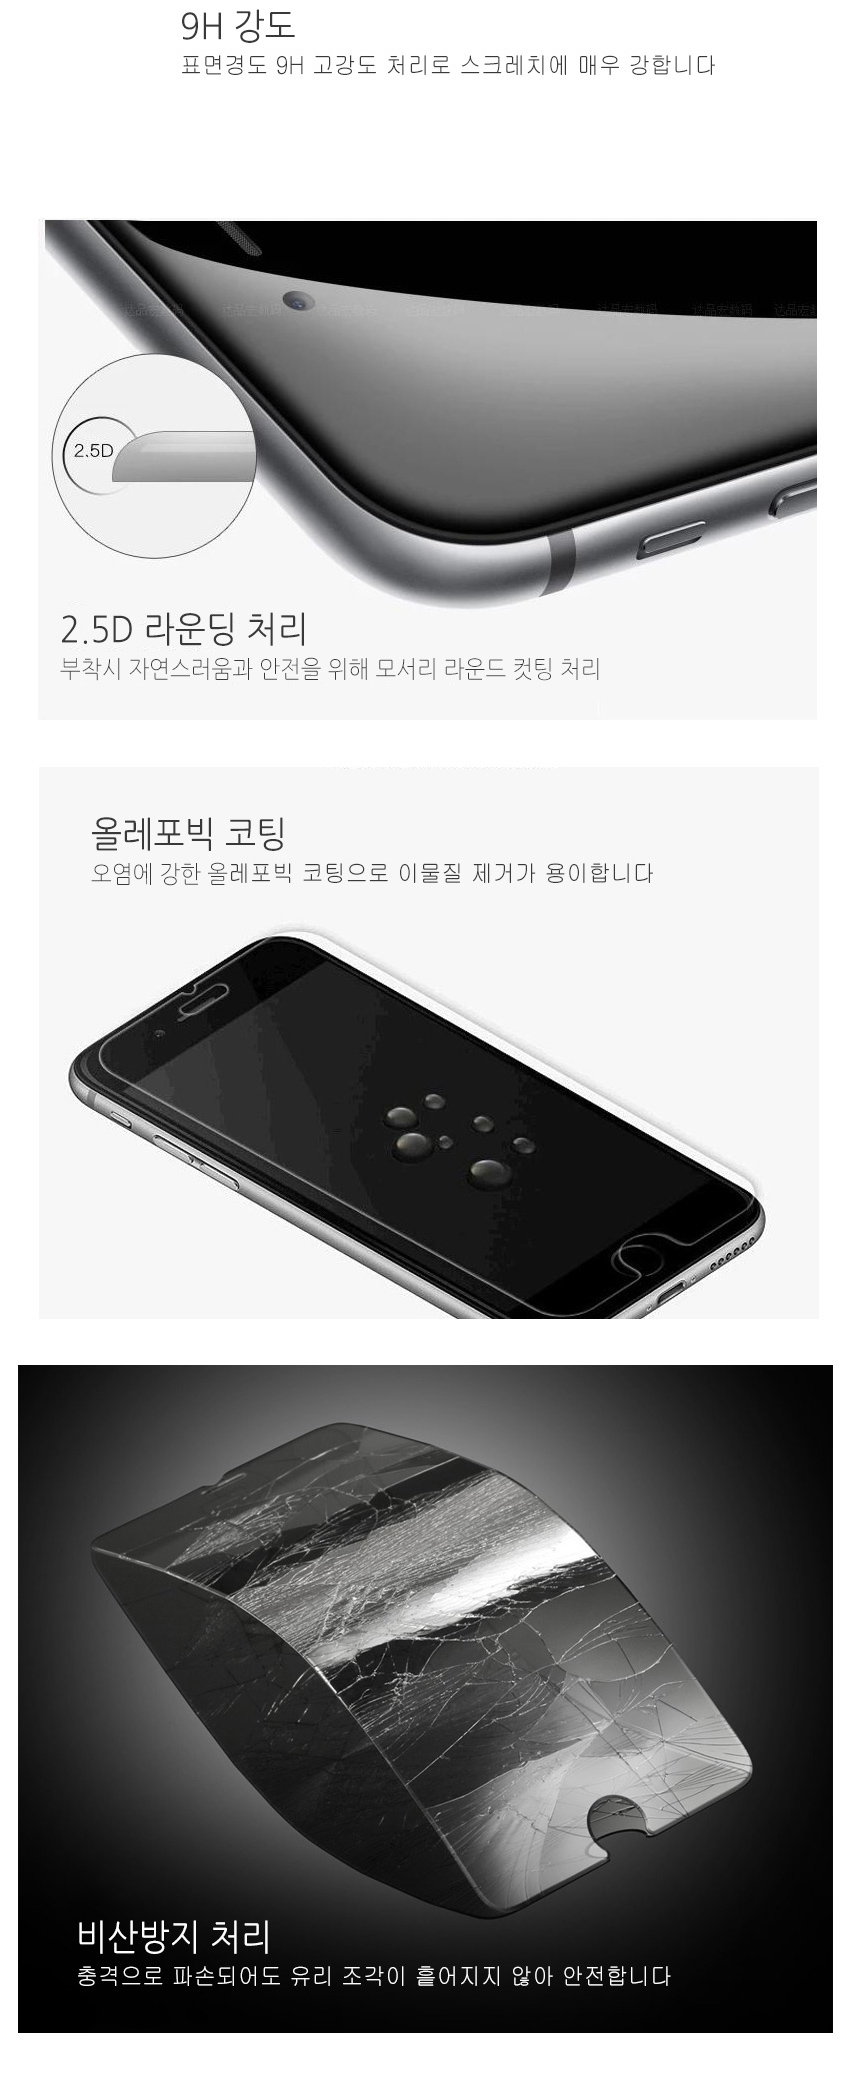 9H 강도
표면경도 9H 고강도 처리로 스크레치에 매우 강합니다
2.5D
2.5D 라운딩 처리
부착시 자연스러움과 안전을 위해 모서리 라운드 컷팅 처리
올레포빅 코팅
오염에 강한 올레포빅 코팅으로 이물질 제거가 용이합니다
비산방지 처리
충격으로 파손되어도 유리 조각이 흩어지지 않아 안전합니다